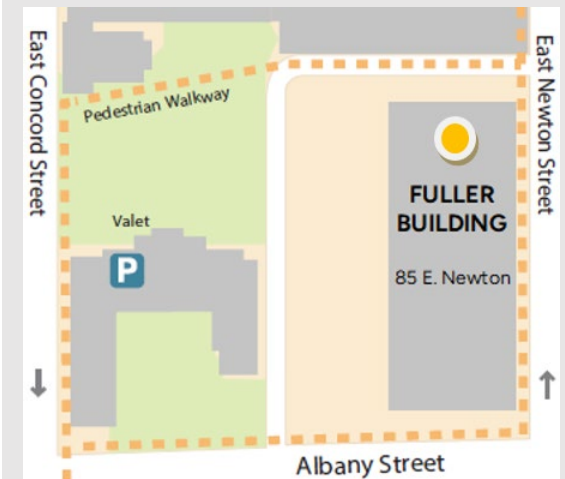 East Concord Street
East Newton Street
Pedestrian Walkway
Valet
P
FULLER
BUILDING
85 E. Newton
Albany Street